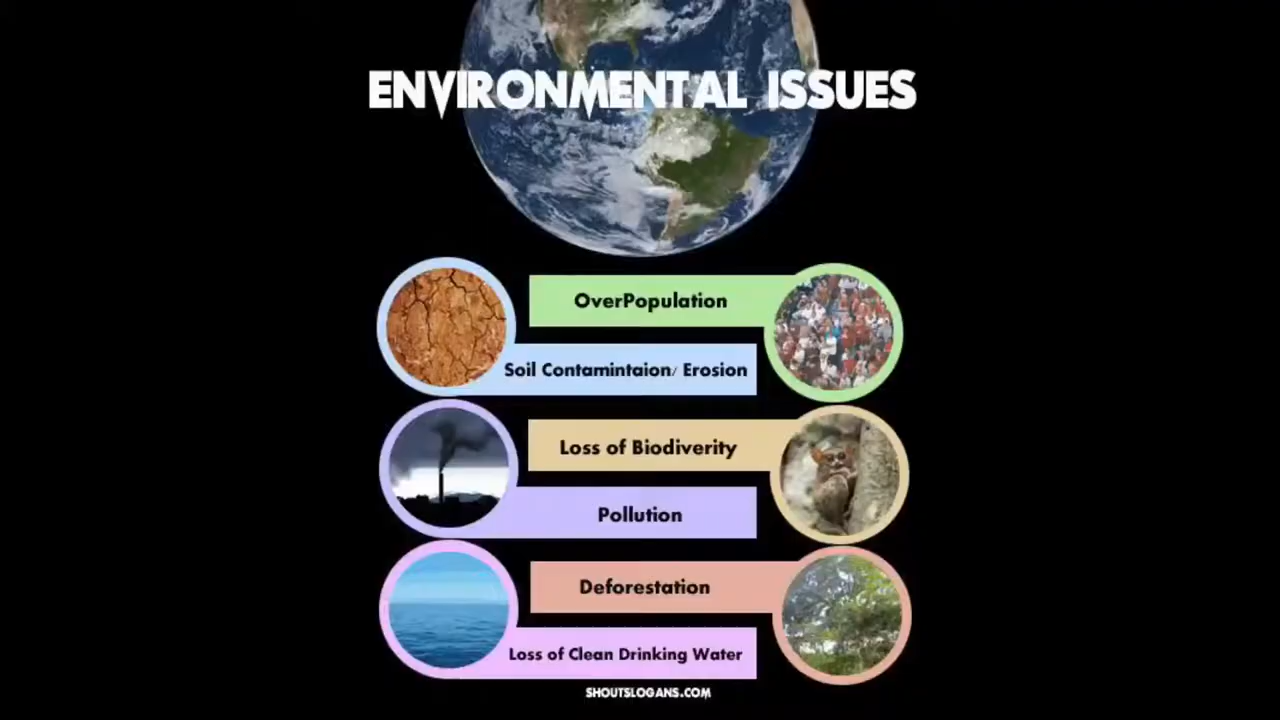 ENVIRONMENTAL ISSUES
OverPopulation
Soil Contamintaion/ Erosion
Loss of Biodiverity
Pollution
Deforestation
Loss of Clean Drinking Water
SHOUTSLOGANS.COM